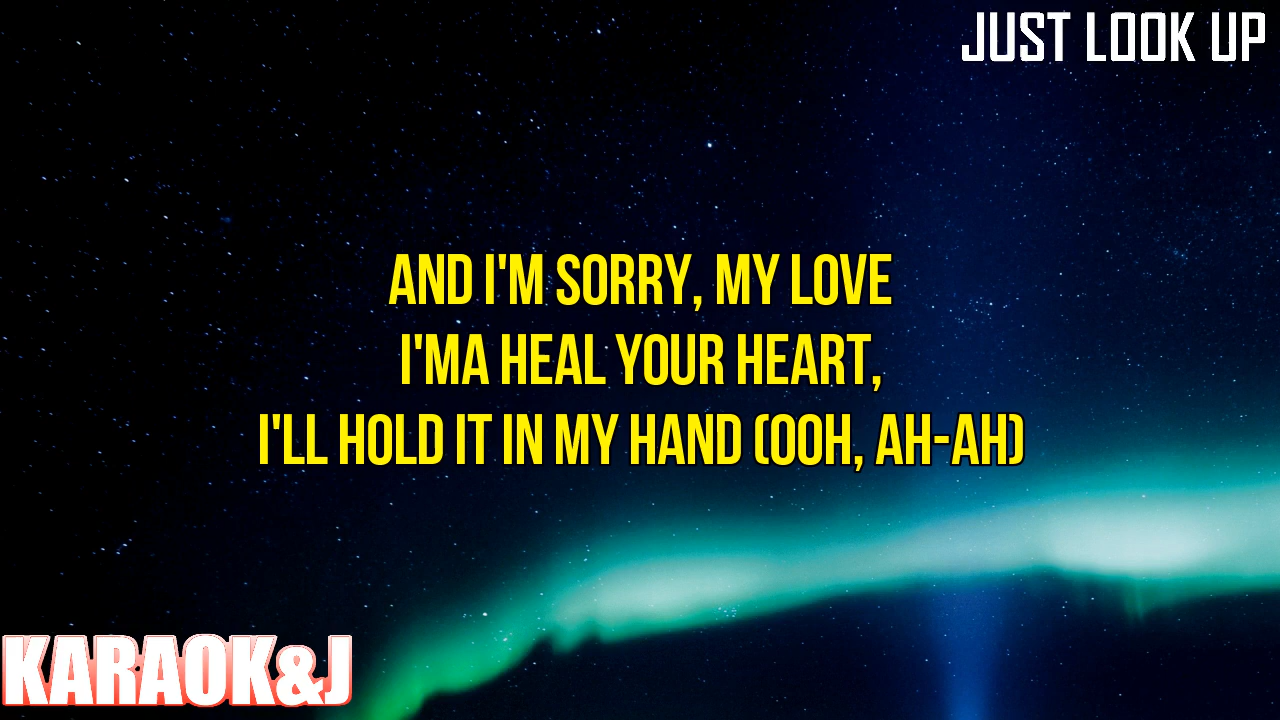 JUST LOOK UP
AND I'M SORRY, MY LOVE
I'MA HEAL YOUR HEART,
I'LL HOLD IT IN MY HAND (OOH, AH-AH)
KARAOK&J